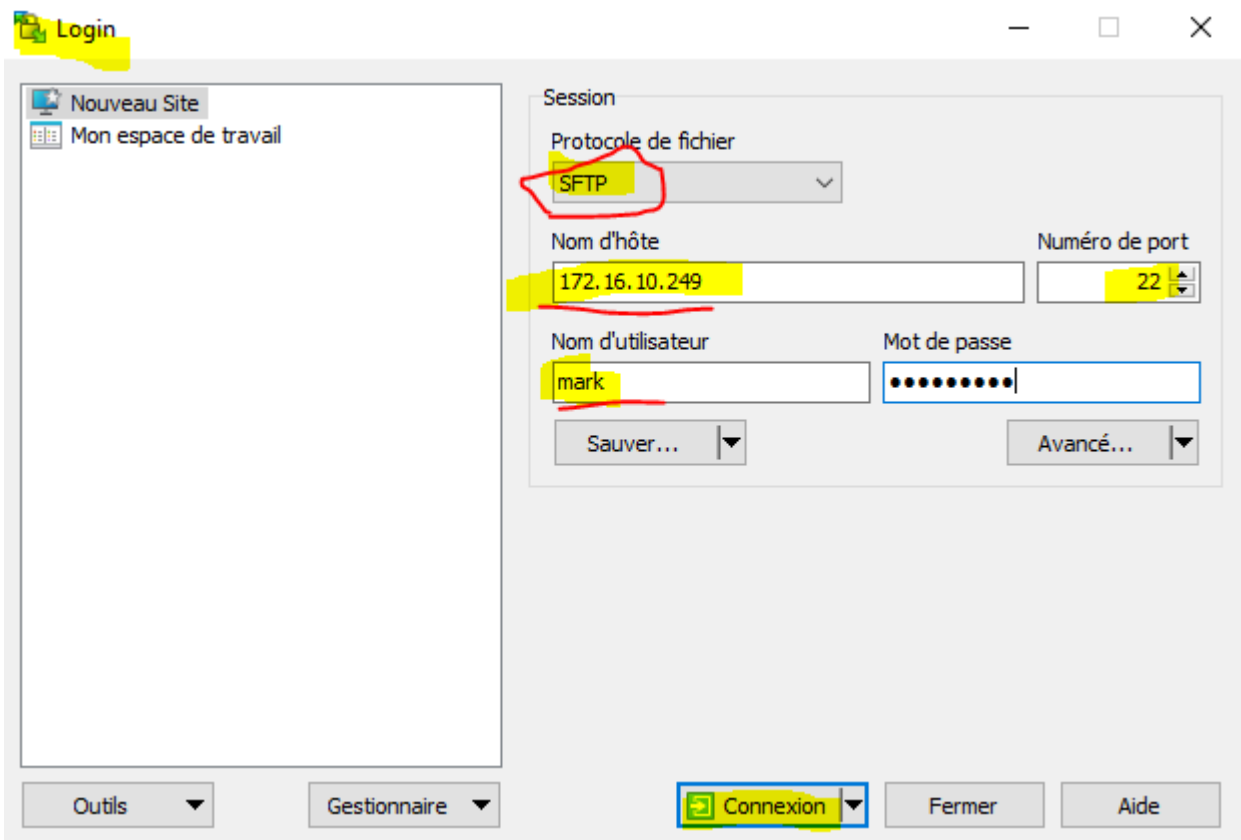 Login
Nouveau Site
Mon espace de travail
Session
Protocole de fichier
SFTP
Nom d'hôte
Numéro de port
172.16.10.249
22
Nom d'utilisateur
Mot de passe
mark
•••••••••
Sauver...
Avancé...
Outils
Gestionnaire
Connexion
Fermer
Aide